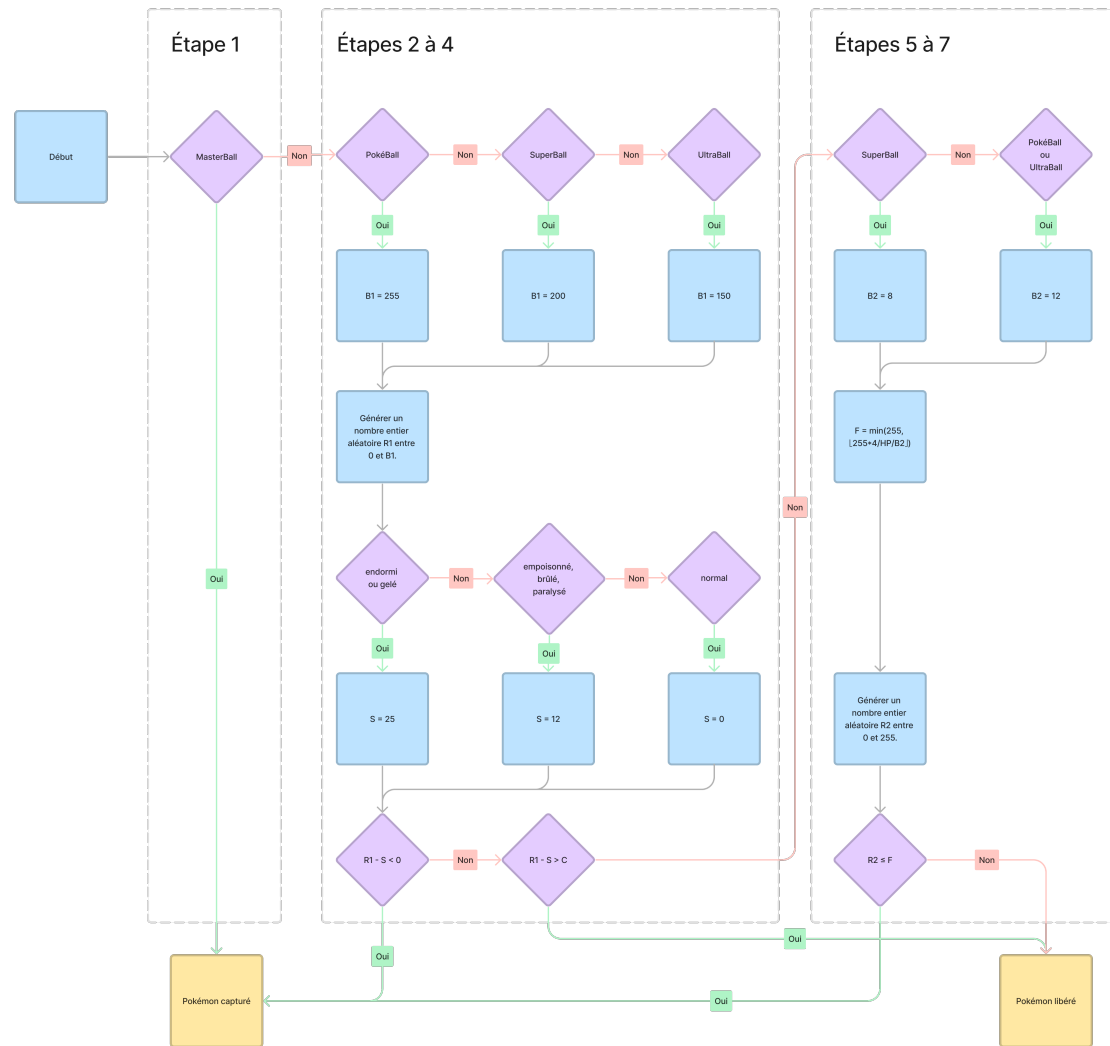 Étape 1
Étapes 2 à 4
Étapes 5 à 7
Début
MasterBall
Non
PokéBall
Non
SuperBall
Non
UltraBall
SuperBall
Non
PokéBall
ou
UltraBall
Oui
Oui
Oui
Oui
Oui
B1 = 255
B1 = 200
B1 = 150
B2 = 8
B2 = 12
Générer un
nombre entier
aléatoire R1 entre
0 et B1.
F = min(255,
⌊255*4/HP/B2⌋)
Non
Oui
endormi
ou gelé
Non
empoisonné,
brûlé,
paralysé
Non
normal
Oui
Oui
Oui
S = 25
S = 12
S = 0
Générer un
nombre entier
aléatoire R2 entre
0 et 255.
R1 - S < 0
Non
R1 - S > C
R2 ≤ F
Non
Oui
Oui
Pokémon capturé
Oui
Pokémon libéré